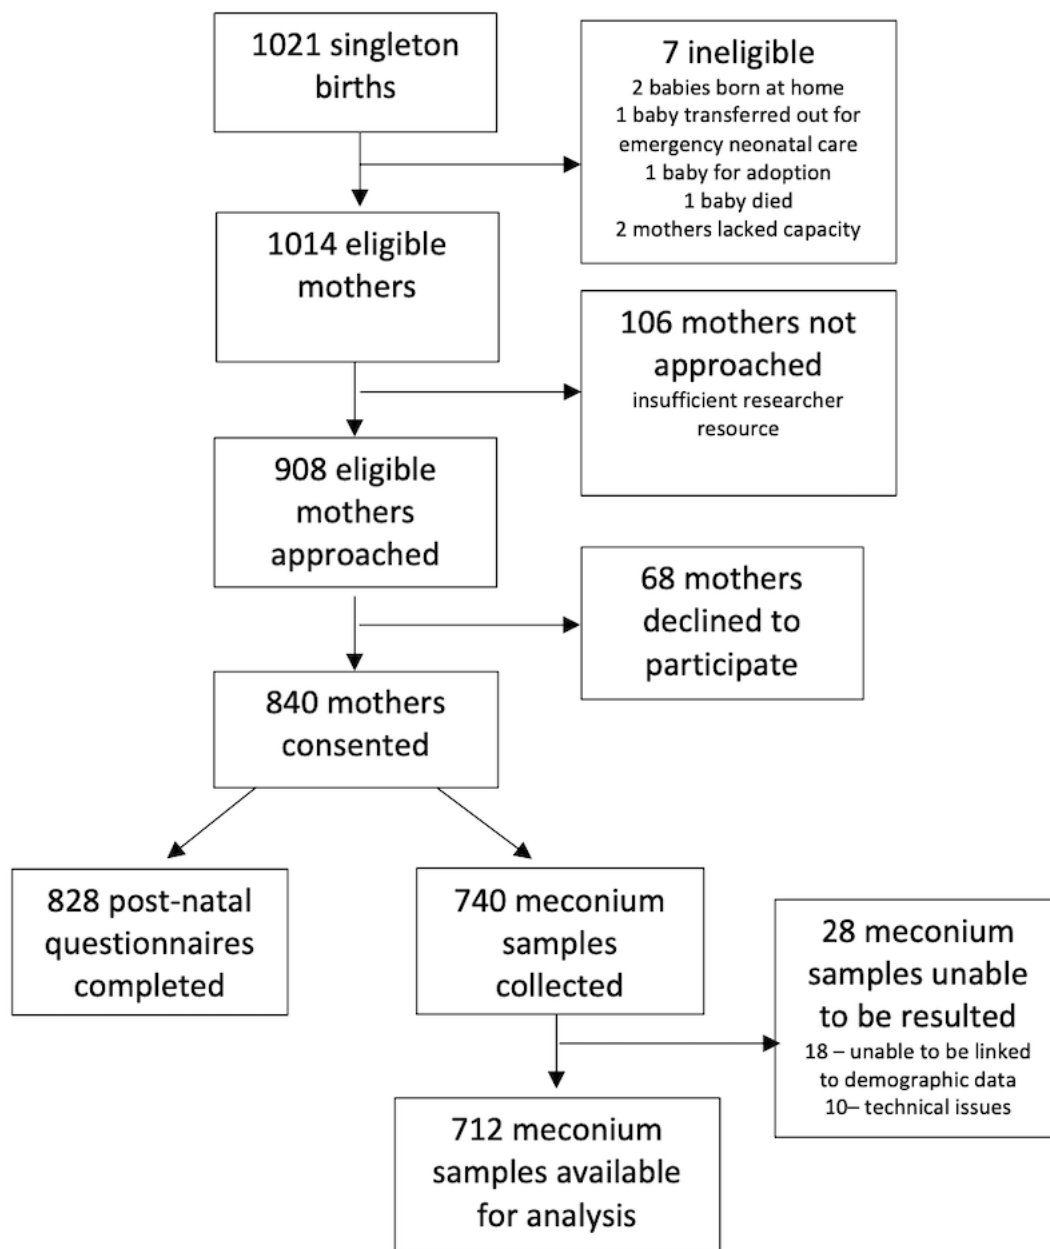 1021 singleton
births
7 ineligible
2 babies born at home
1 baby transferred out for
emergency neonatal care
1 baby for adoption
1 baby died
2 mothers lacked capacity
1014 eligible
mothers
106 mothers not
approached
insufficient researcher
resource
908 eligible
mothers
approached
68 mothers
declined to
participate
840 mothers
consented
828 post-natal
questionnaires
completed
740 meconium
samples
collected
28 meconium
samples unable
to be resulted
18 – unable to be linked
to demographic data
10– technical issues
712 meconium
samples available
for analysis